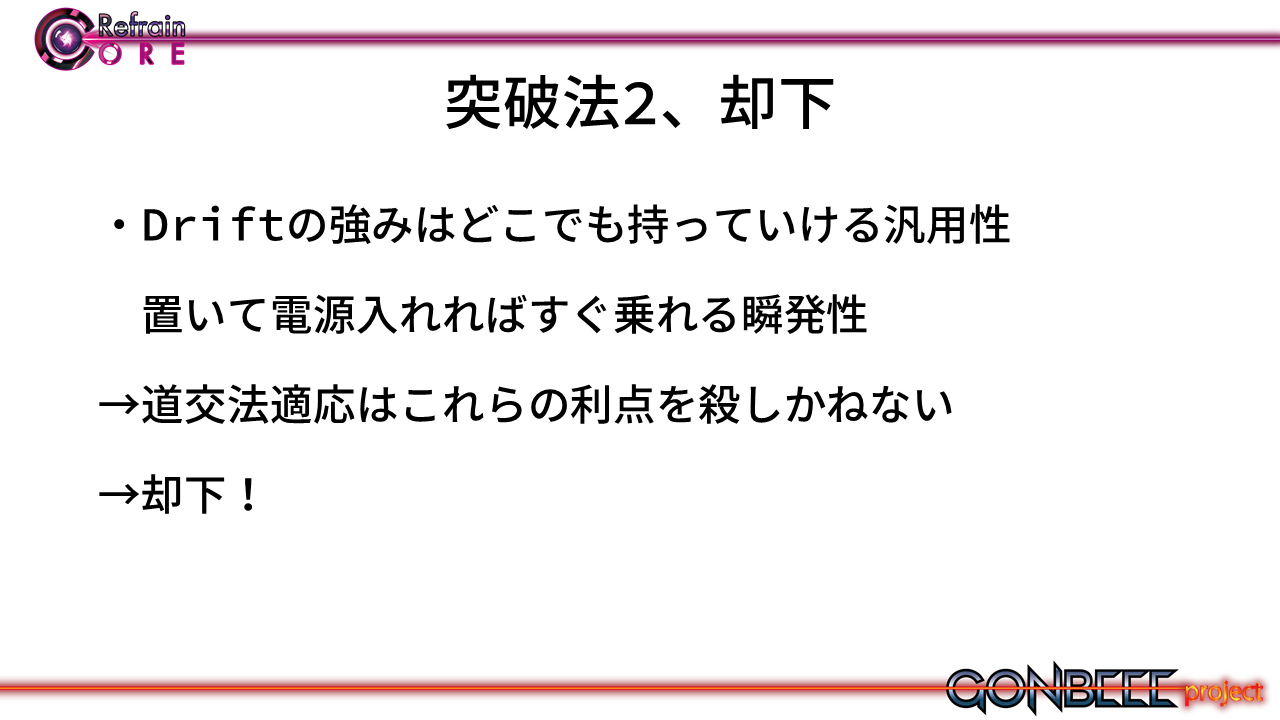 Refrain
CORE
突破法2、却下
・Driftの強みはどこでも持っていける汎用性
置いて電源入れればすぐ乗れる瞬発性
→道交法適応はこれらの利点を殺しかねない
→却下！
GONBEEE project